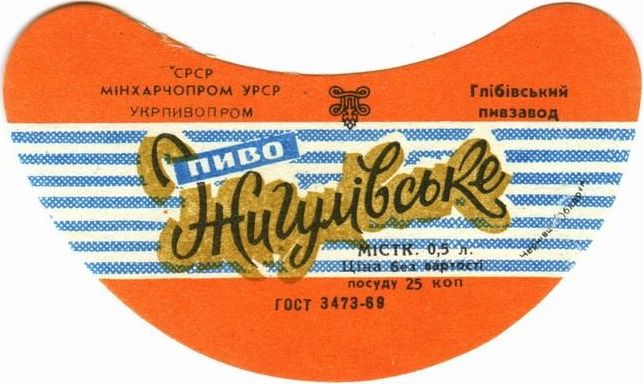 СРСР
МІНХАРЧОПРОМ УРСР
УКРПИВОПРОМ
Глібівський
пивзавод
ПИВО
Жигулівське
МІСТК. 0,5 л.
Ціна без вартості
посуду 25 коп
ГОСТ 3473-69